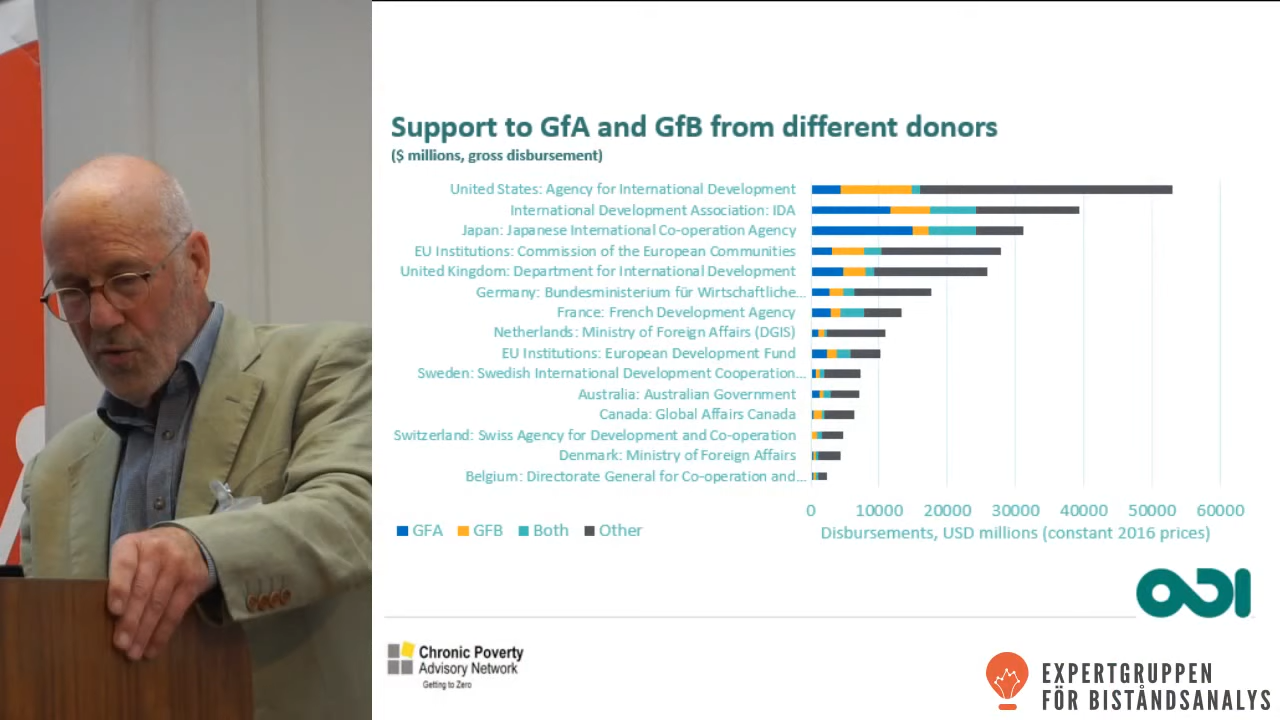 Support to GfA and GfB from different donors
($ millions, gross disbursement)
United States: Agency for International Development
International Development Association: IDA
Japan: Japanese International Co-operation Agency
EU Institutions: Commission of the European Communities
United Kingdom: Department for International Development
Germany: Bundesministerium für Wirtschaftliche...
France: French Development Agency
Netherlands: Ministry of Foreign Affairs (DGIS)
EU Institutions: European Development Fund
Sweden: Swedish International Development Cooperation...
Australia: Australian Government
Canada: Global Affairs Canada
Switzerland: Swiss Agency for Development and Co-operation
Denmark: Ministry of Foreign Affairs
Belgium: Directorate General for Co-operation and...
0 10000 20000 30000 40000 50000 60000
Disbursements, USD millions (constant 2016 prices)
GFA GFB Both Other
ODI
Chronic Poverty
Advisory Network
Getting to Zero
EXPERTGRUPPEN
FÖR BISTÅNDSANALYS